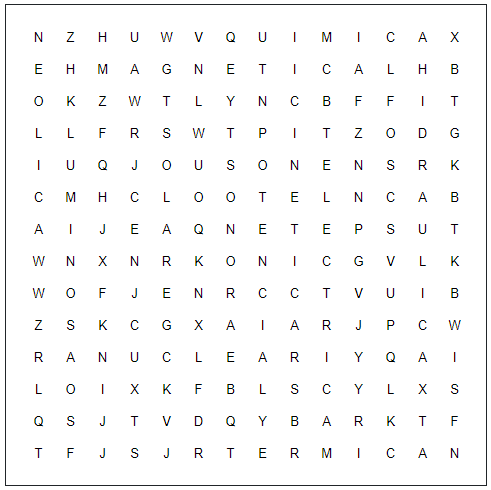 N Z H U W V Q U I M I C A X
E H M A G N E T I C A L H B
O K Z W T L Y N C B F F I T
L L F R S W T P I T Z O D G
I U Q J O U S O N E N S R K
C M H C L O O T E L N C A B
A I J E A Q N E T E P S U T
W N X N R K O N I C G V L K
W O F J E N R C C T V U I B
Z S K C G X A I A R J P C W
R A N U C L E A R I Y Q A I
L O I X K F B L S C Y L X S
Q S J T V D Q Y B A R K T F
T F J S J R T E R M I C A N